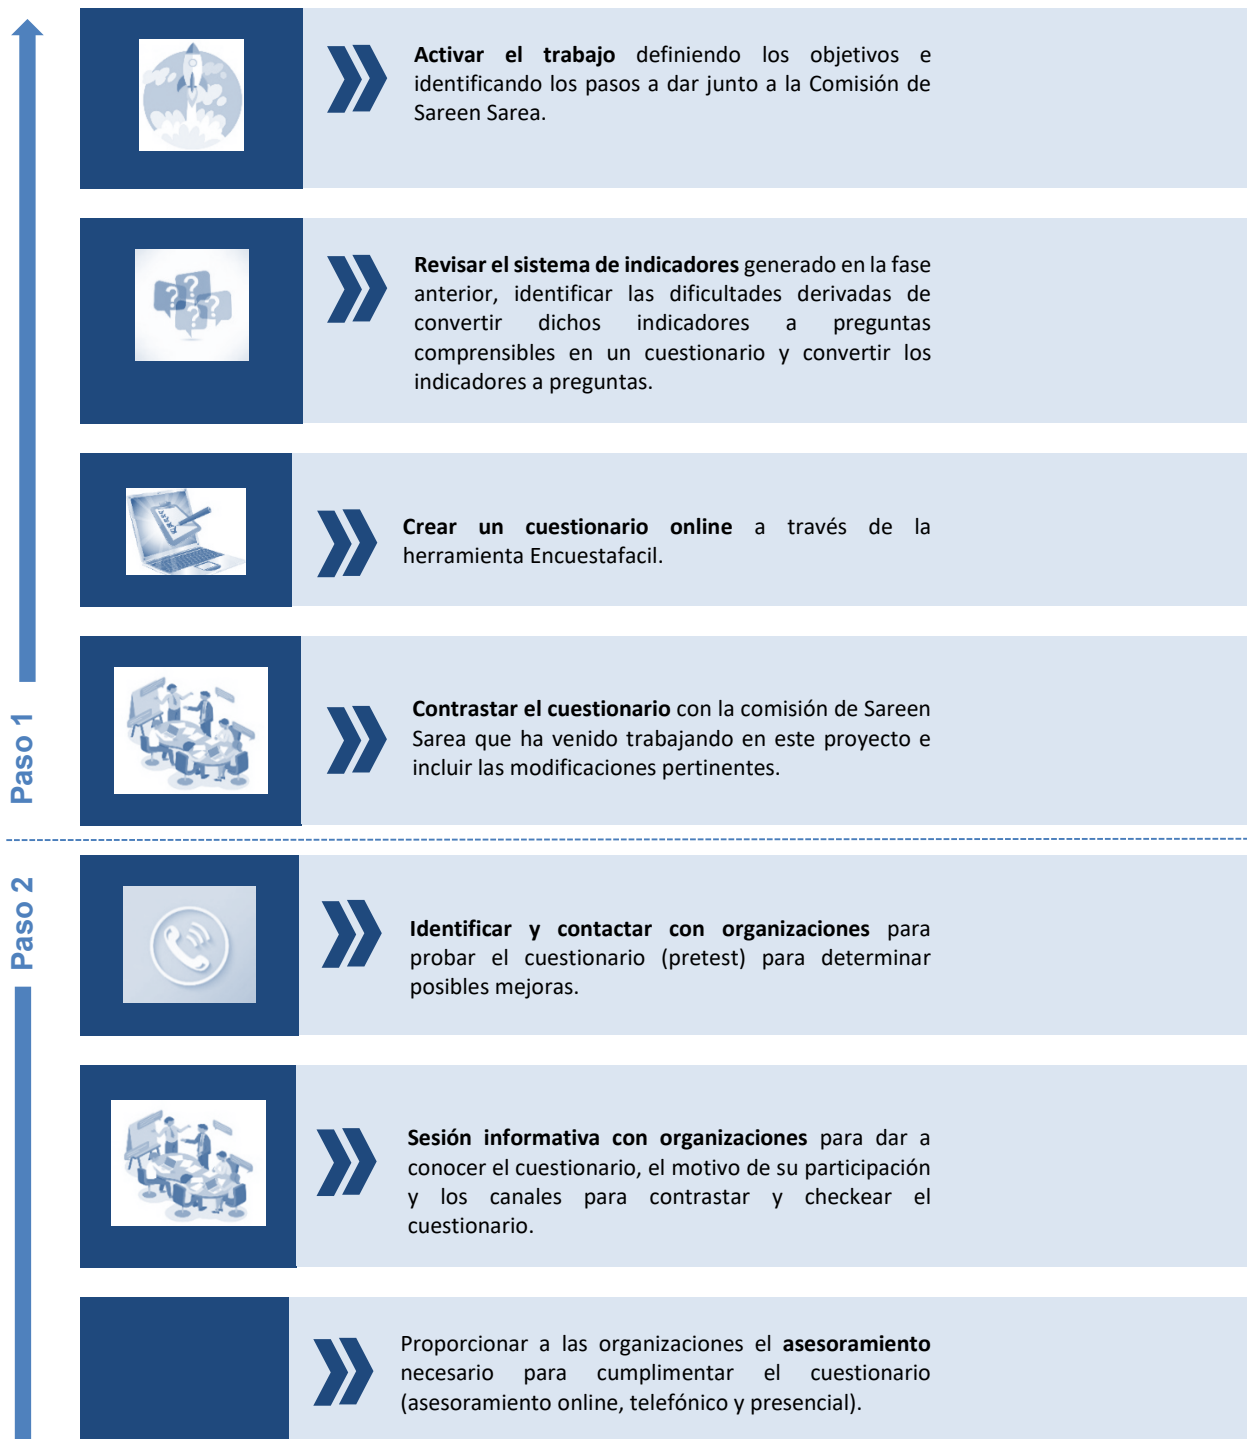 Activar el trabajo definiendo los objetivos e
identificando los pasos a dar junto a la Comisión de
Sareen Sarea.
Revisar el sistema de indicadores generado en la fase
anterior, identificar las dificultades derivadas de
convertir dichos indicadores a preguntas
comprensibles en un cuestionario y convertir los
indicadores a preguntas.
Crear un cuestionario online a través de la
herramienta Encuestafacil.
Contrastar el cuestionario con la comisión de Sareen
Sarea que ha venido trabajando en este proyecto e
incluir las modificaciones pertinentes.
Paso 1
Paso 2
Identificar y contactar con organizaciones para
probar el cuestionario (pretest) para determinar
posibles mejoras.
Sesión informativa con organizaciones para dar a
conocer el cuestionario, el motivo de su participación
y los canales para contrastar y checkear el
cuestionario.
Proporcionar a las organizaciones el asesoramiento
necesario para cumplimentar el cuestionario
(asesoramiento online, telefónico y presencial).